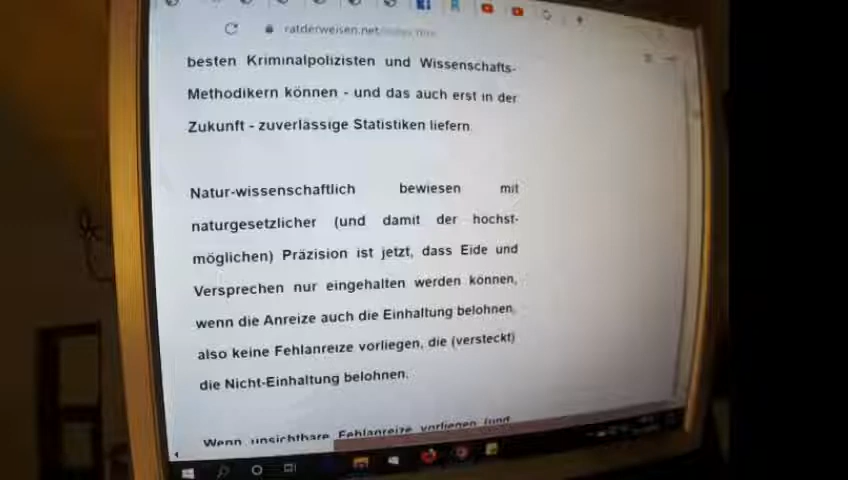 ratderweisen.net
besten Kriminalpolizisten und Wissenschafts-
Methodikern können - und das auch erst in der
Zukunft - zuverlässige Statistiken liefern
Natur-wissenschaftlich bewiesen mit
naturgesetzlicher (und damit der höchst-
möglichen) Präzision ist jetzt, dass Eide und
Versprechen nur eingehalten werden können,
wenn die Anreize auch die Einhaltung belohnen,
also keine Fehlanreize vorliegen, die (versteckt)
die Nicht-Einhaltung belohnen.
Wenn unsichtbare Fehlanreize vorliegen (und